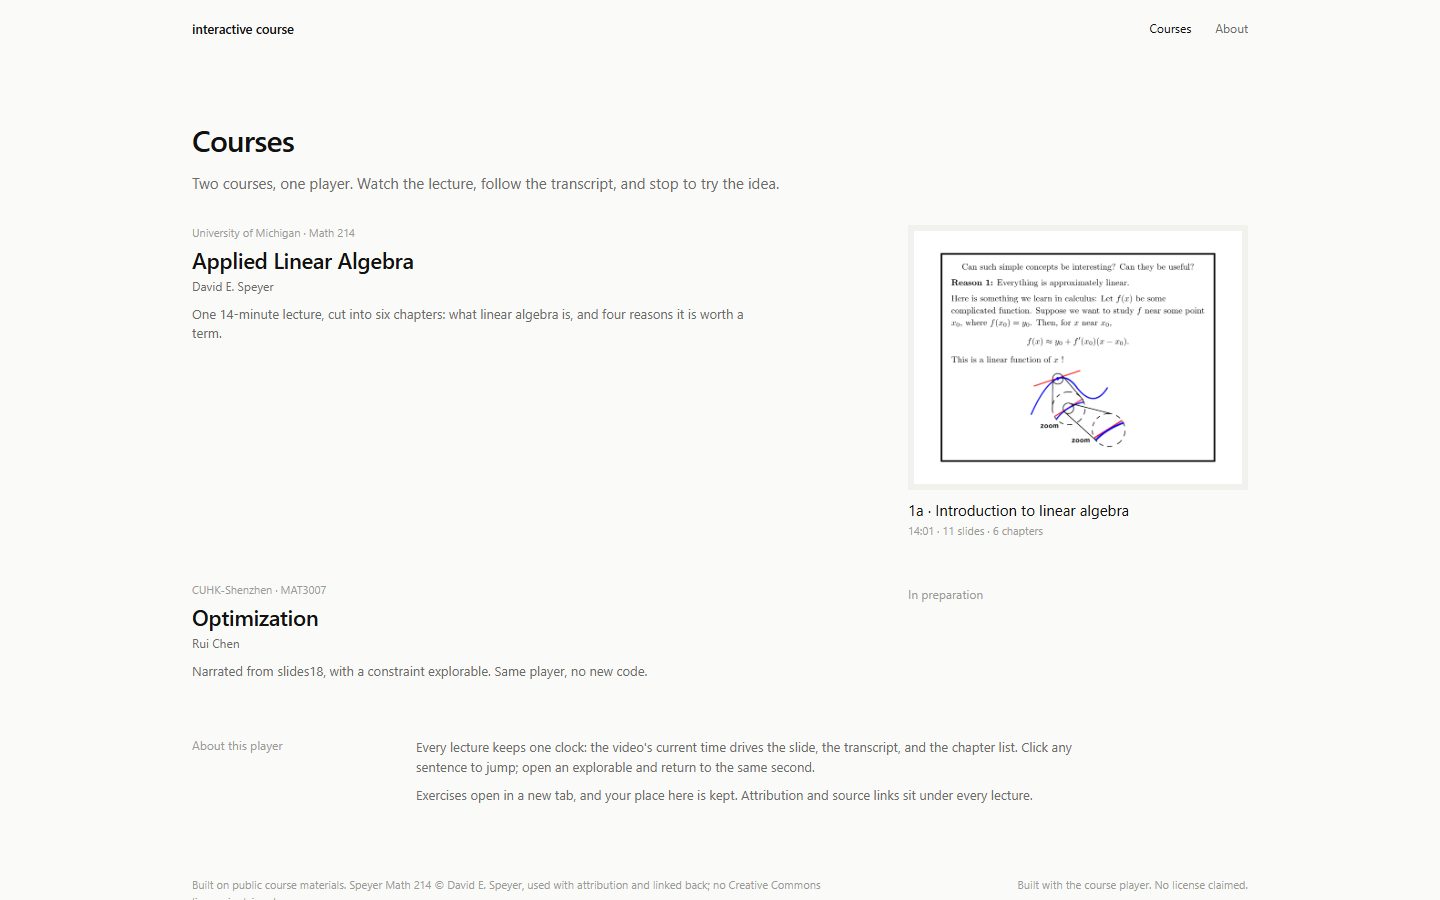 interactive course
Courses
About
Courses
Two courses, one player. Watch the lecture, follow the transcript, and stop to try the idea.
University of Michigan · Math 214
Applied Linear Algebra
David E. Speyer
One 14-minute lecture, cut into six chapters: what linear algebra is, and four reasons it is worth a
term.
Can such simple concepts be interesting? Can they be useful?
Reason 1: Everything is approximately linear.
Here is something we learn in calculus: Let f(x) be some
complicated function. Suppose we want to study f near some point
x₀, where f(x₀) = y₀. Then, for x near x₀,
f(x) ≈ y₀ + f′(x₀)(x − x₀).
This is a linear function of x !
zoom
zoom
1a · Introduction to linear algebra
14:01 · 11 slides · 6 chapters
CUHK-Shenzhen · MAT3007
Optimization
Rui Chen
Narrated from slides18, with a constraint explorable. Same player, no new code.
In preparation
About this player
Every lecture keeps one clock: the video's current time drives the slide, the transcript, and the chapter list. Click any
sentence to jump; open an explorable and return to the same second.
Exercises open in a new tab, and your place here is kept. Attribution and source links sit under every lecture.
Built on public course materials. Speyer Math 214 © David E. Speyer, used with attribution and linked back; no Creative Commons
Built with the course player. No license claimed.